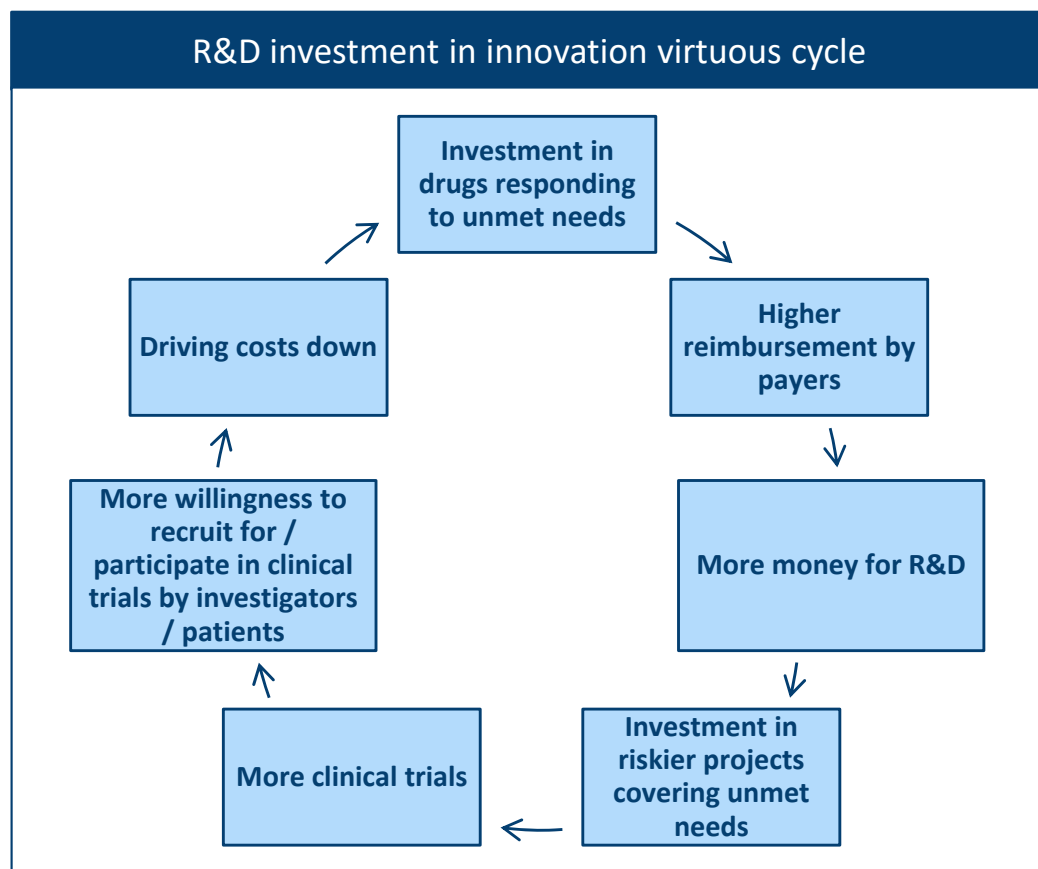 R&D investment in innovation virtuous cycle
Investment in
drugs responding
to unmet needs
Higher
reimbursement by
payers
More money for R&D
Investment in
riskier projects
covering unmet
needs
More clinical trials
More willingness to
recruit for /
participate in clinical
trials by investigators
/ patients
Driving costs down